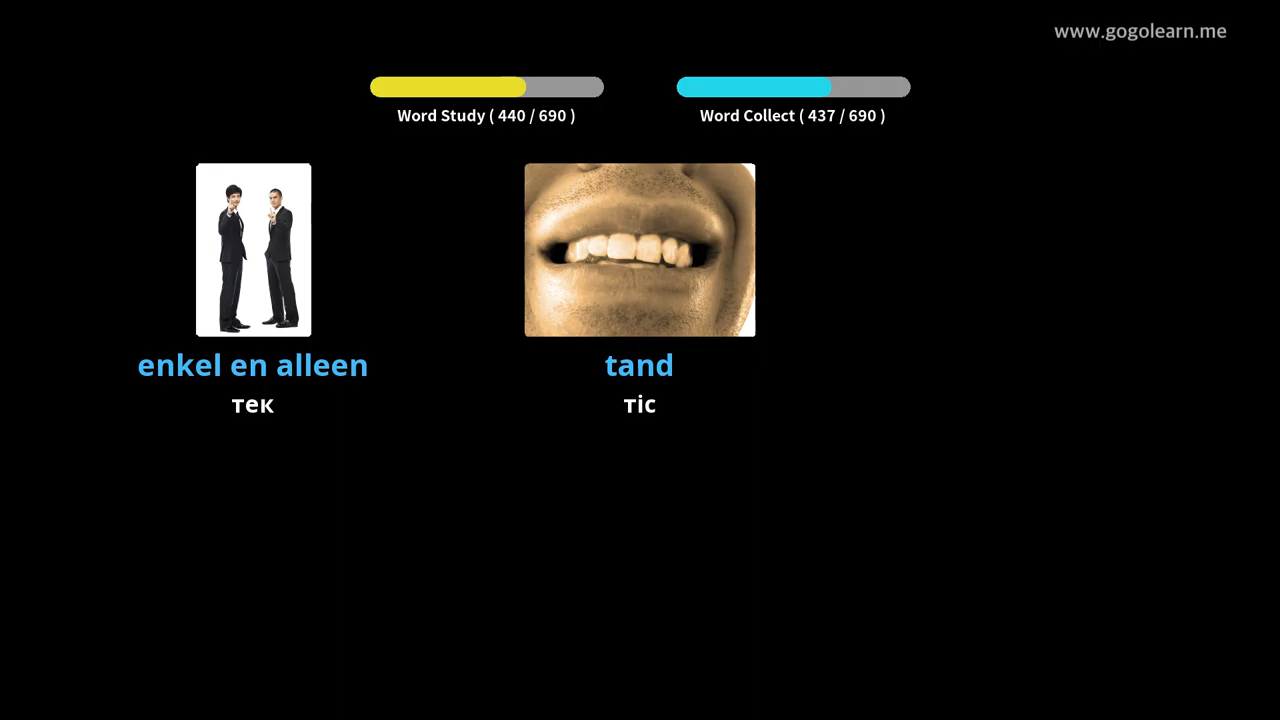 www.gogolearn.me
Word Study ( 440 / 690 )
Word Collect ( 437 / 690 )
enkel en alleen
тек
tand
тіс